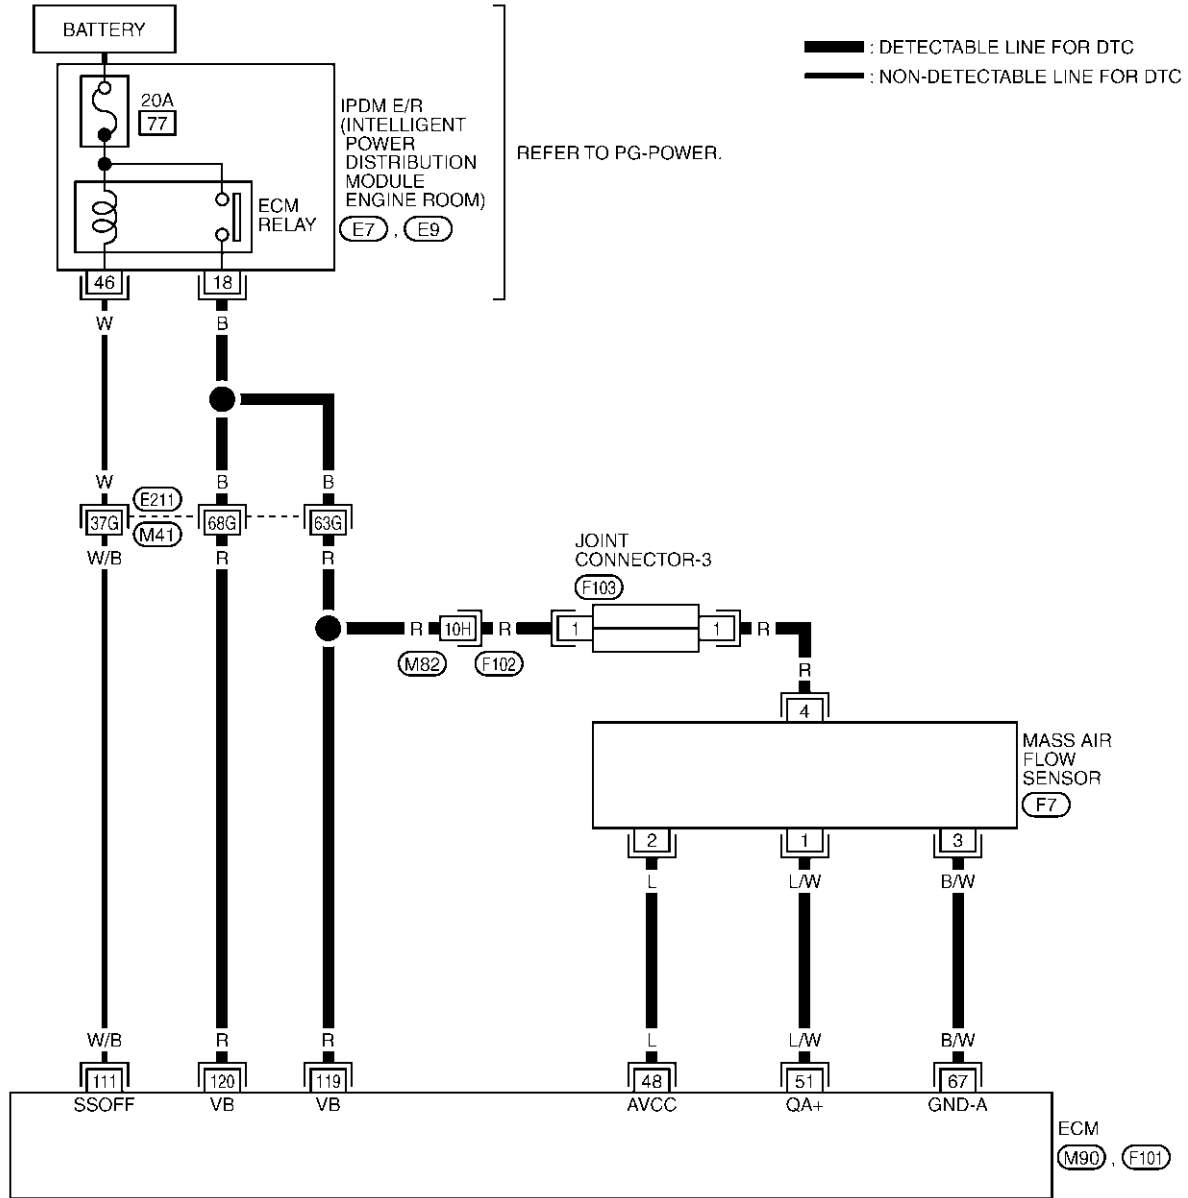 BATTERY
: DETECTABLE LINE FOR DTC
: NON-DETECTABLE LINE FOR DTC
20A
77
IPDM E/R
(INTELLIGENT
POWER
DISTRIBUTION
MODULE
ENGINE ROOM)
E7 , E9
REFER TO PG-POWER.
ECM
RELAY
46 18
W B
W B B
E211
37G 68G 63G
M41
W/B R R
JOINT
CONNECTOR-3
F103
R 10H R 1 1 R
M82 F102
R
4
MASS AIR
FLOW
SENSOR
F7
2 1 3
L L/W B/W
W/B R R L L/W B/W
111 120 119 48 51 67
SSOFF VB VB AVCC QA+ GND-A
ECM
M90 , F101